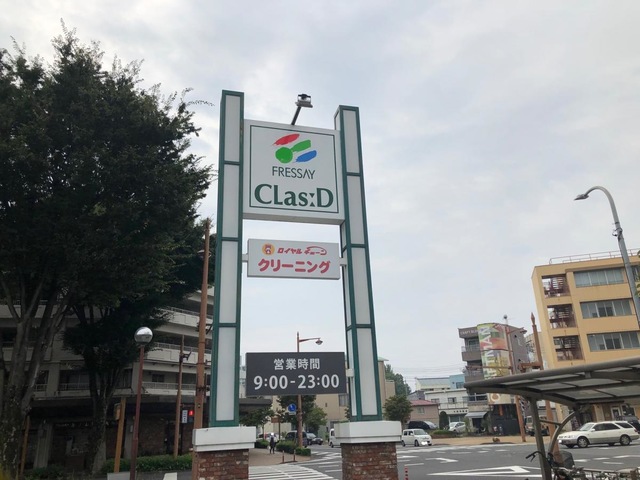 FRESSAY
CLas:D
ロイヤルチェーン
クリーニング
営業時間
9:00-23:00